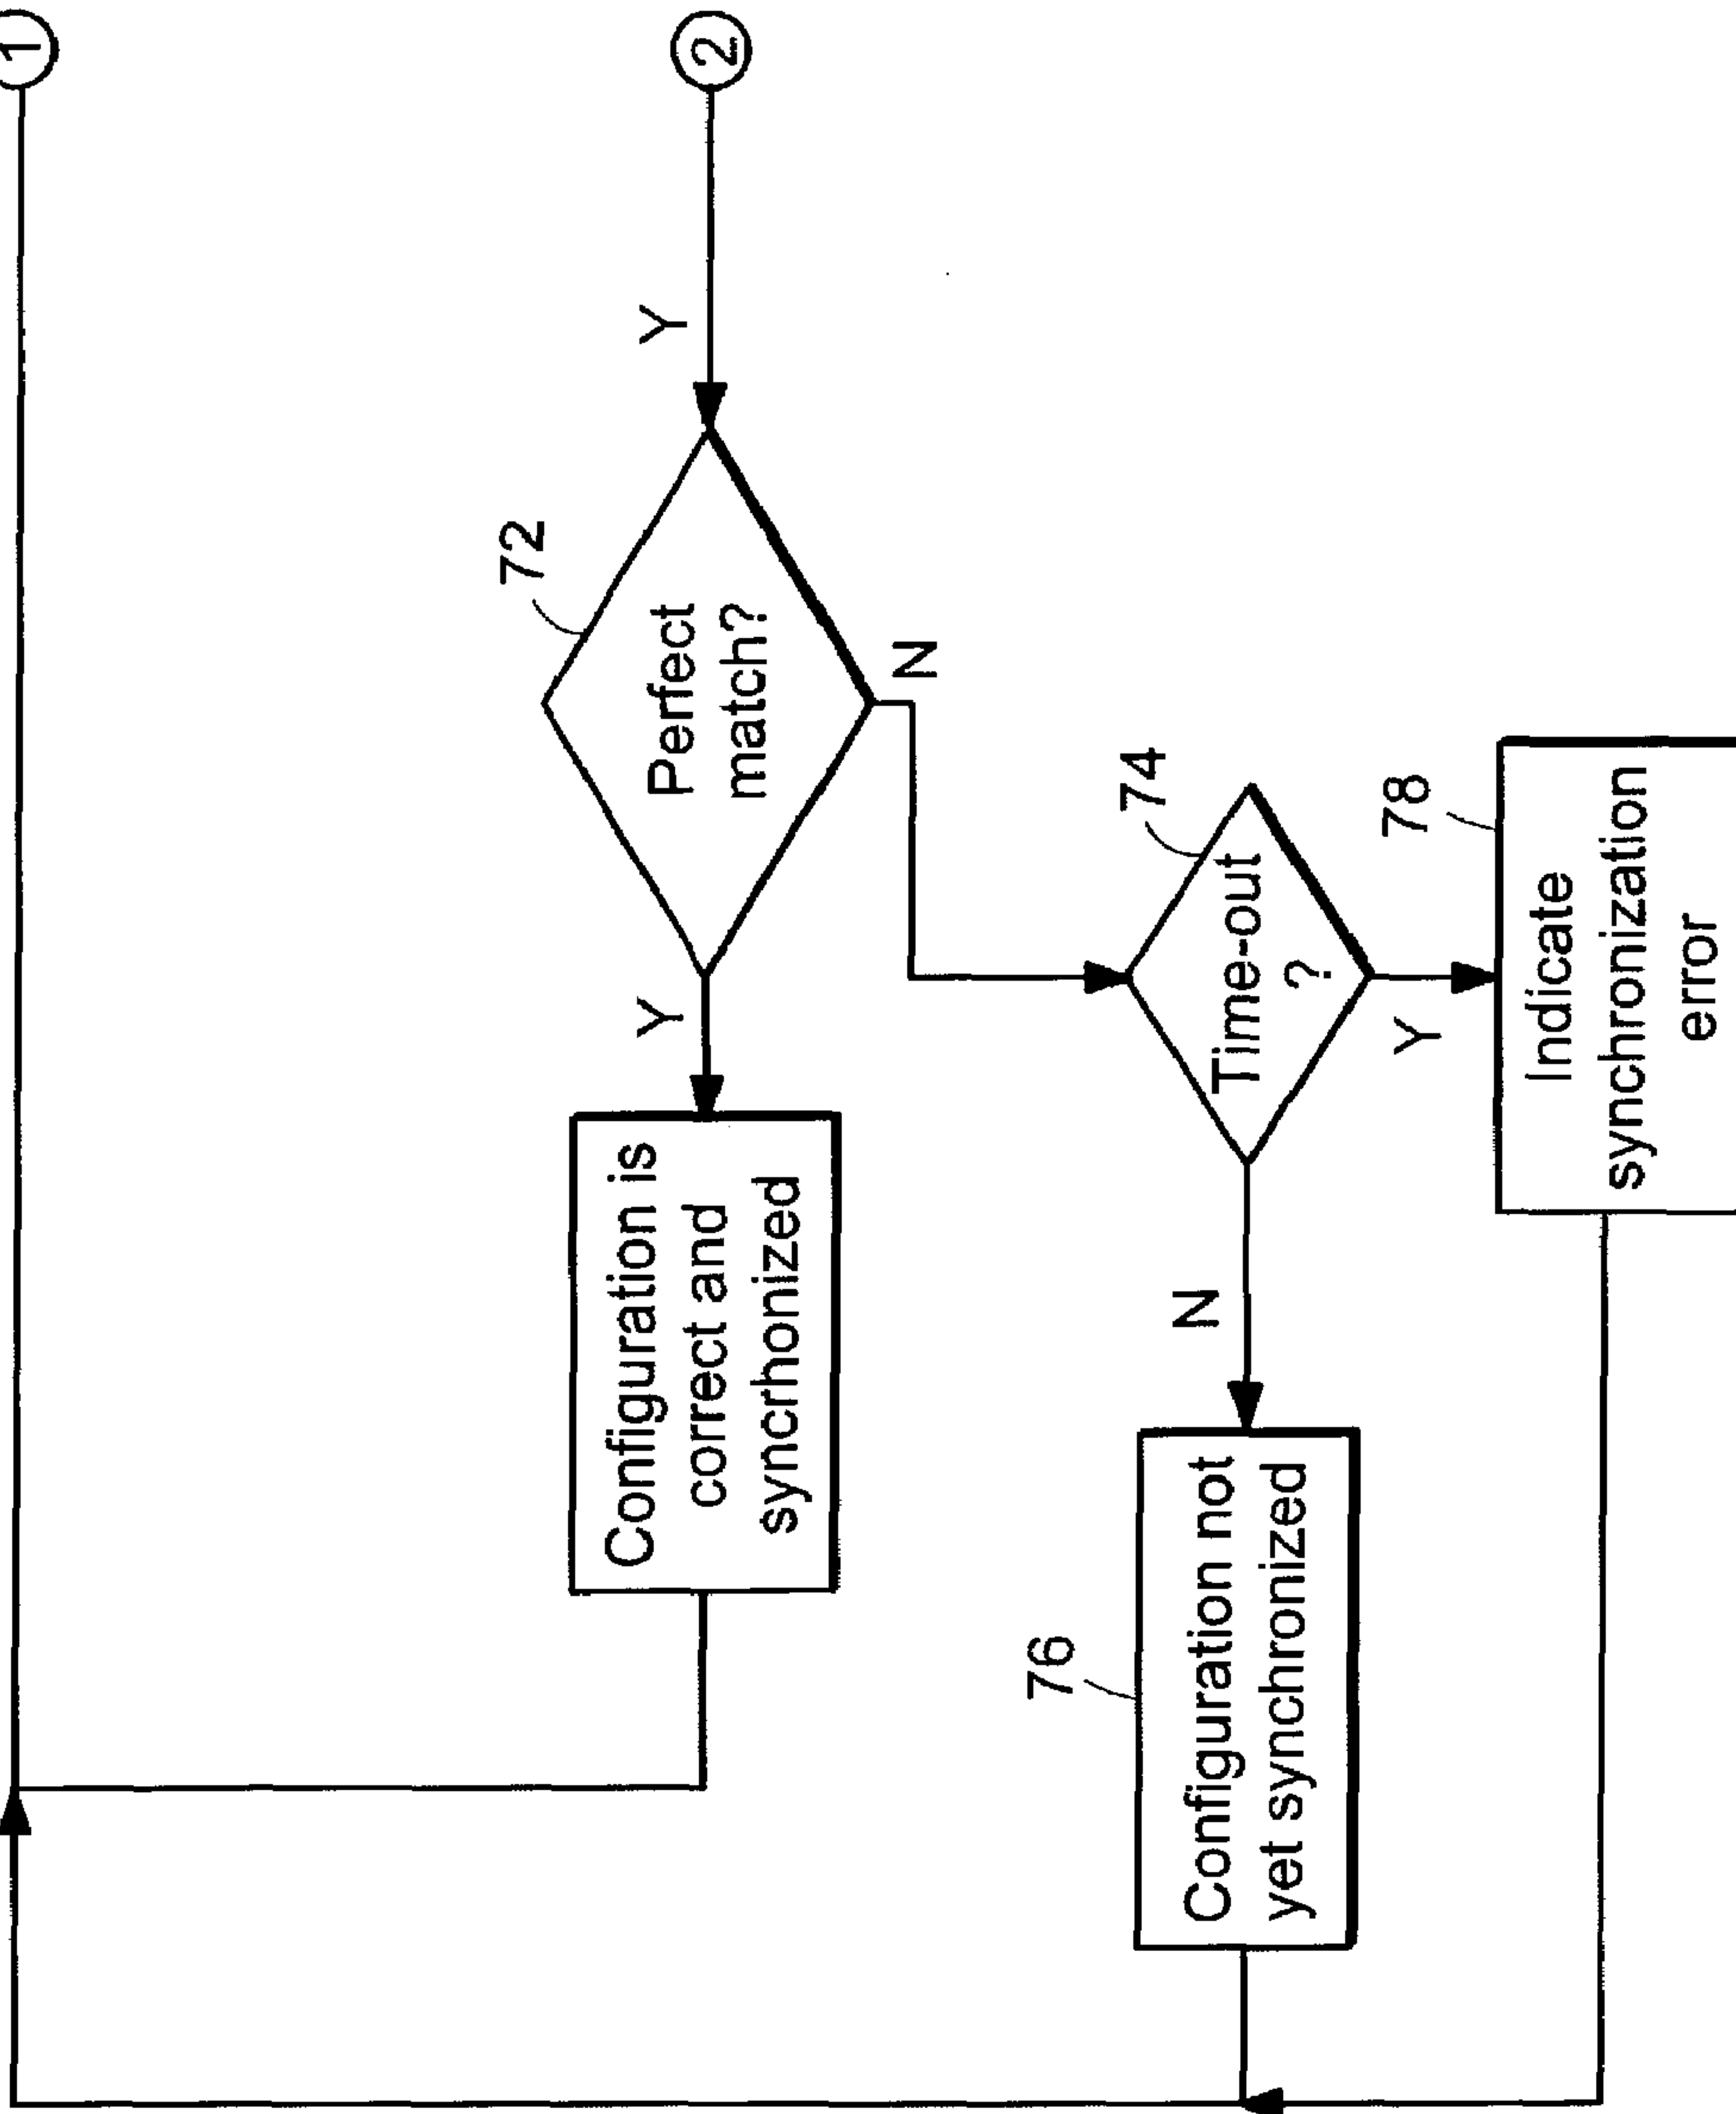 1
72
Configuration is
correct and
syncrhonized
Y
Perfect
match?
Y
2
N
76
Configuration not
yet synchronized
N
74
Time-out
?
Y
78
Indicate
synchronization
error